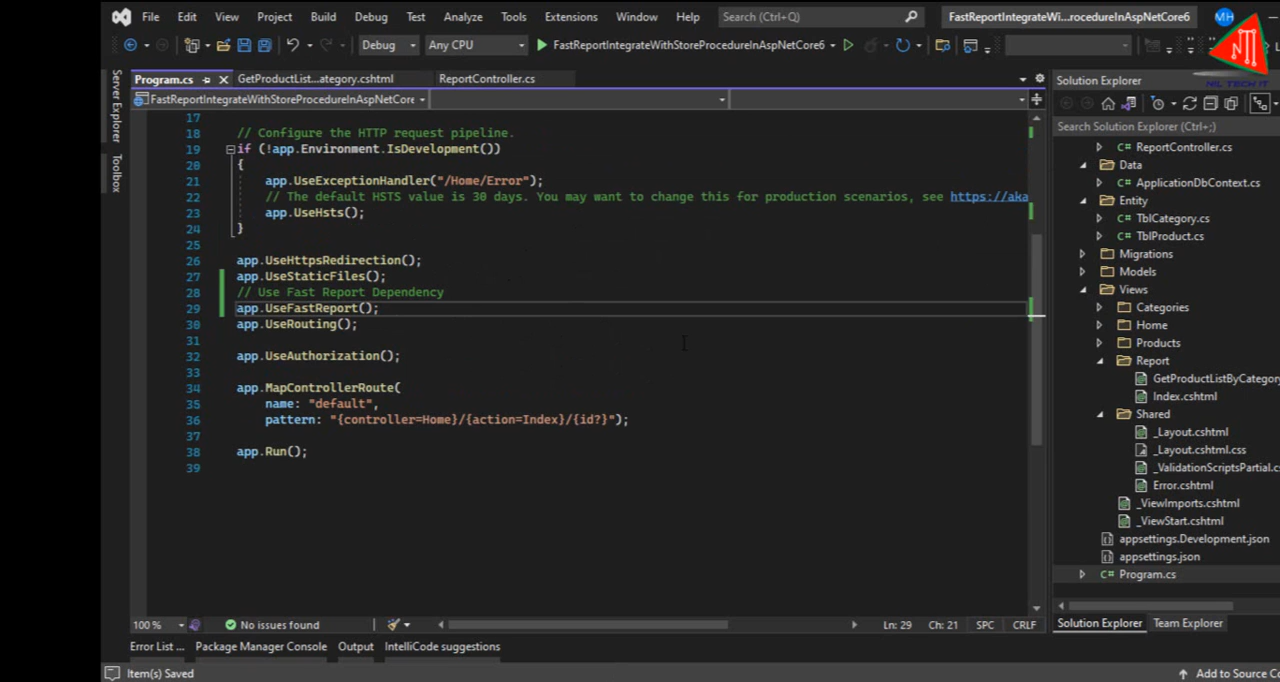 File Edit View Project Build Debug Test Analyze Tools Extensions Window Help Search (Ctrl+Q) FastReportIntegrateWi...rocedureInAspNetCore6 MH
Debug Any CPU FastReportIntegrateWithStoreProcedureInAspNetCore6
ML TECH IT
Server Explorer
Toolbox
Program.cs GetProductList...ategory.cshtml ReportController.cs
FastReportIntegrateWithStoreProcedureInAspNetCore
17
18 // Configure the HTTP request pipeline.
19 if (!app.Environment.IsDevelopment())
20 {
21 app.UseExceptionHandler("/Home/Error");
22 // The default HSTS value is 30 days. You may want to change this for production scenarios, see https://aka
23 app.UseHsts();
24 }
25
26 app.UseHttpsRedirection();
27 app.UseStaticFiles();
28 // Use Fast Report Dependency
29 app.UseFastReport();
30 app.UseRouting();
31
32 app.UseAuthorization();
33
34 app.MapControllerRoute(
35 name: "default",
36 pattern: "{controller=Home}/{action=Index}/{id?}");
37
38 app.Run();
39
100 % No issues found Ln: 29 Ch: 21 SPC CRLF
Error List ... Package Manager Console Output IntelliCode suggestions
Item(s) Saved Add to Source Co
Solution Explorer
Search Solution Explorer (Ctrl+;)
ReportController.cs
Data
ApplicationDbContext.cs
Entity
TblCategory.cs
TblProduct.cs
Migrations
Models
Views
Categories
Home
Products
Report
GetProductListByCategory
Index.cshtml
Shared
_Layout.cshtml
_Layout.cshtml.css
_ValidationScriptsPartial.cs
Error.cshtml
_ViewImports.cshtml
_ViewStart.cshtml
appsettings.Development.json
appsettings.json
Program.cs
Solution Explorer Team Explorer